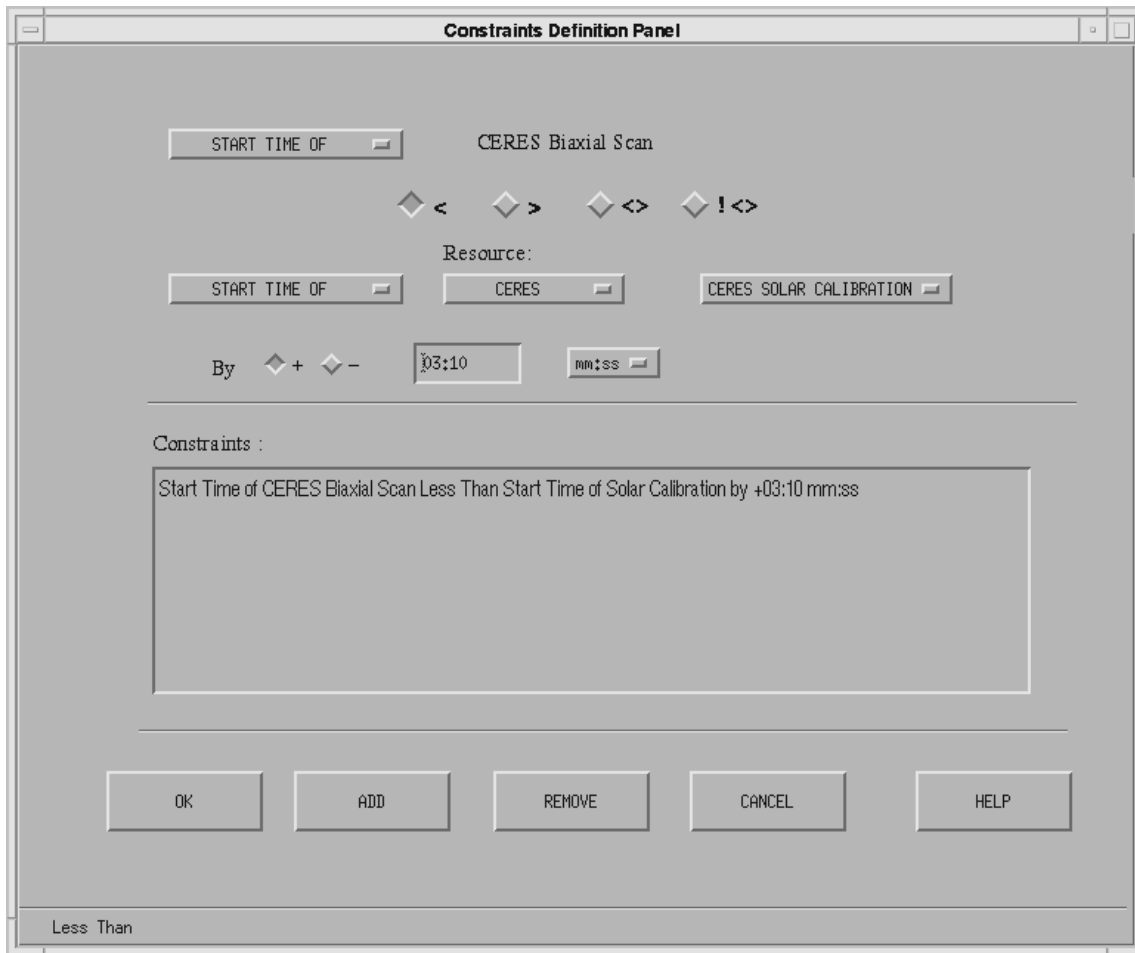 Constraints Definition Panel
START TIME OF CERES Biaxial Scan
< > <> !<>
Resource:
START TIME OF CERES CERES SOLAR CALIBRATION
By + - 03:10 mm:ss
Constraints :
Start Time of CERES Biaxial Scan Less Than Start Time of Solar Calibration by +03:10 mm:ss
OK ADD REMOVE CANCEL HELP
Less Than